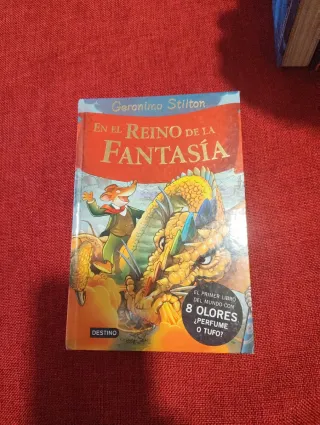 Geronimo Stilton
EN EL REINO DE LA
FANTASÍA
EL PRIMER LIBRO
DEL MUNDO CON
8 OLORES
¿PERFUME
O TUFO?
DESTINO